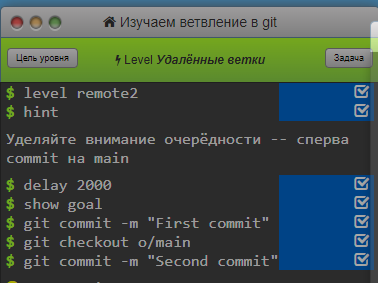 Изучаем ветвление в git
Цель уровня
Level Удалённые ветки
Задача
$ level remote2
$ hint
Уделяйте внимание очерёдности -- сперва
commit на main
$ delay 2000
$ show goal
$ git commit -m "First commit"
$ git checkout o/main
$ git commit -m "Second commit"